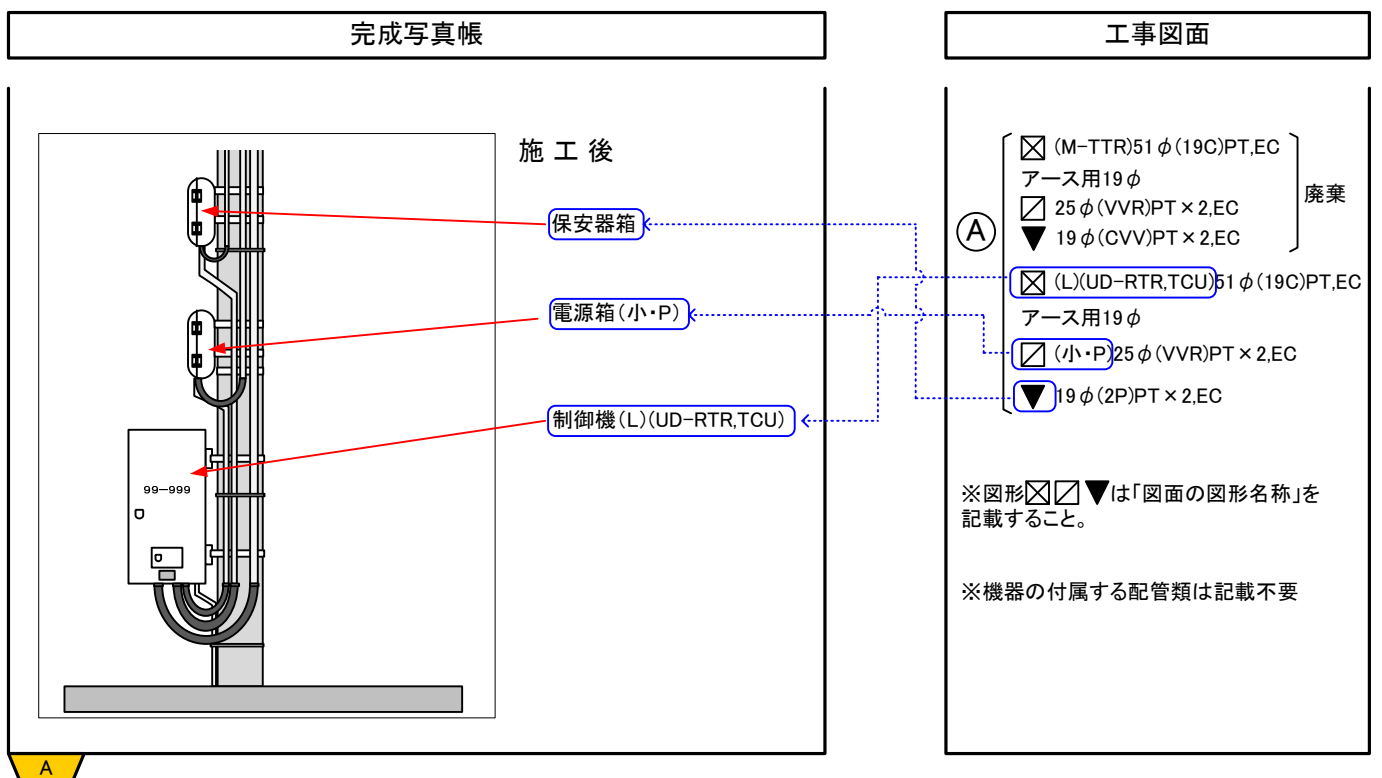 完成写真帳
施工後
保安器箱
電源箱(小・P)
制御機(L)(UD-RTR,TCU)
99-999
A
工事図面
(M-TTR)51φ(19C)PT,EC
アース用19φ
25φ(VVR)PT×2,EC
19φ(CVV)PT×2,EC
廃棄
A
(L)(UD-RTR,TCU)51φ(19C)PT,EC
アース用19φ
(小・P)25φ(VVR)PT×2,EC
19φ(2P)PT×2,EC
※図形☒⍁▼は「図面の図形名称」を
記載すること。
※機器の付属する配管類は記載不要